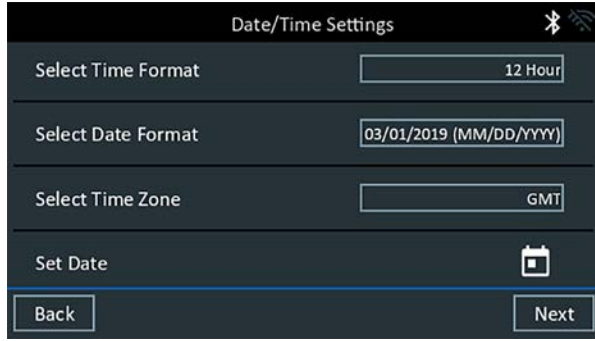 Date/Time Settings
Select Time Format 12 Hour
Select Date Format 03/01/2019 (MM/DD/YYYY)
Select Time Zone GMT
Set Date
Back Next